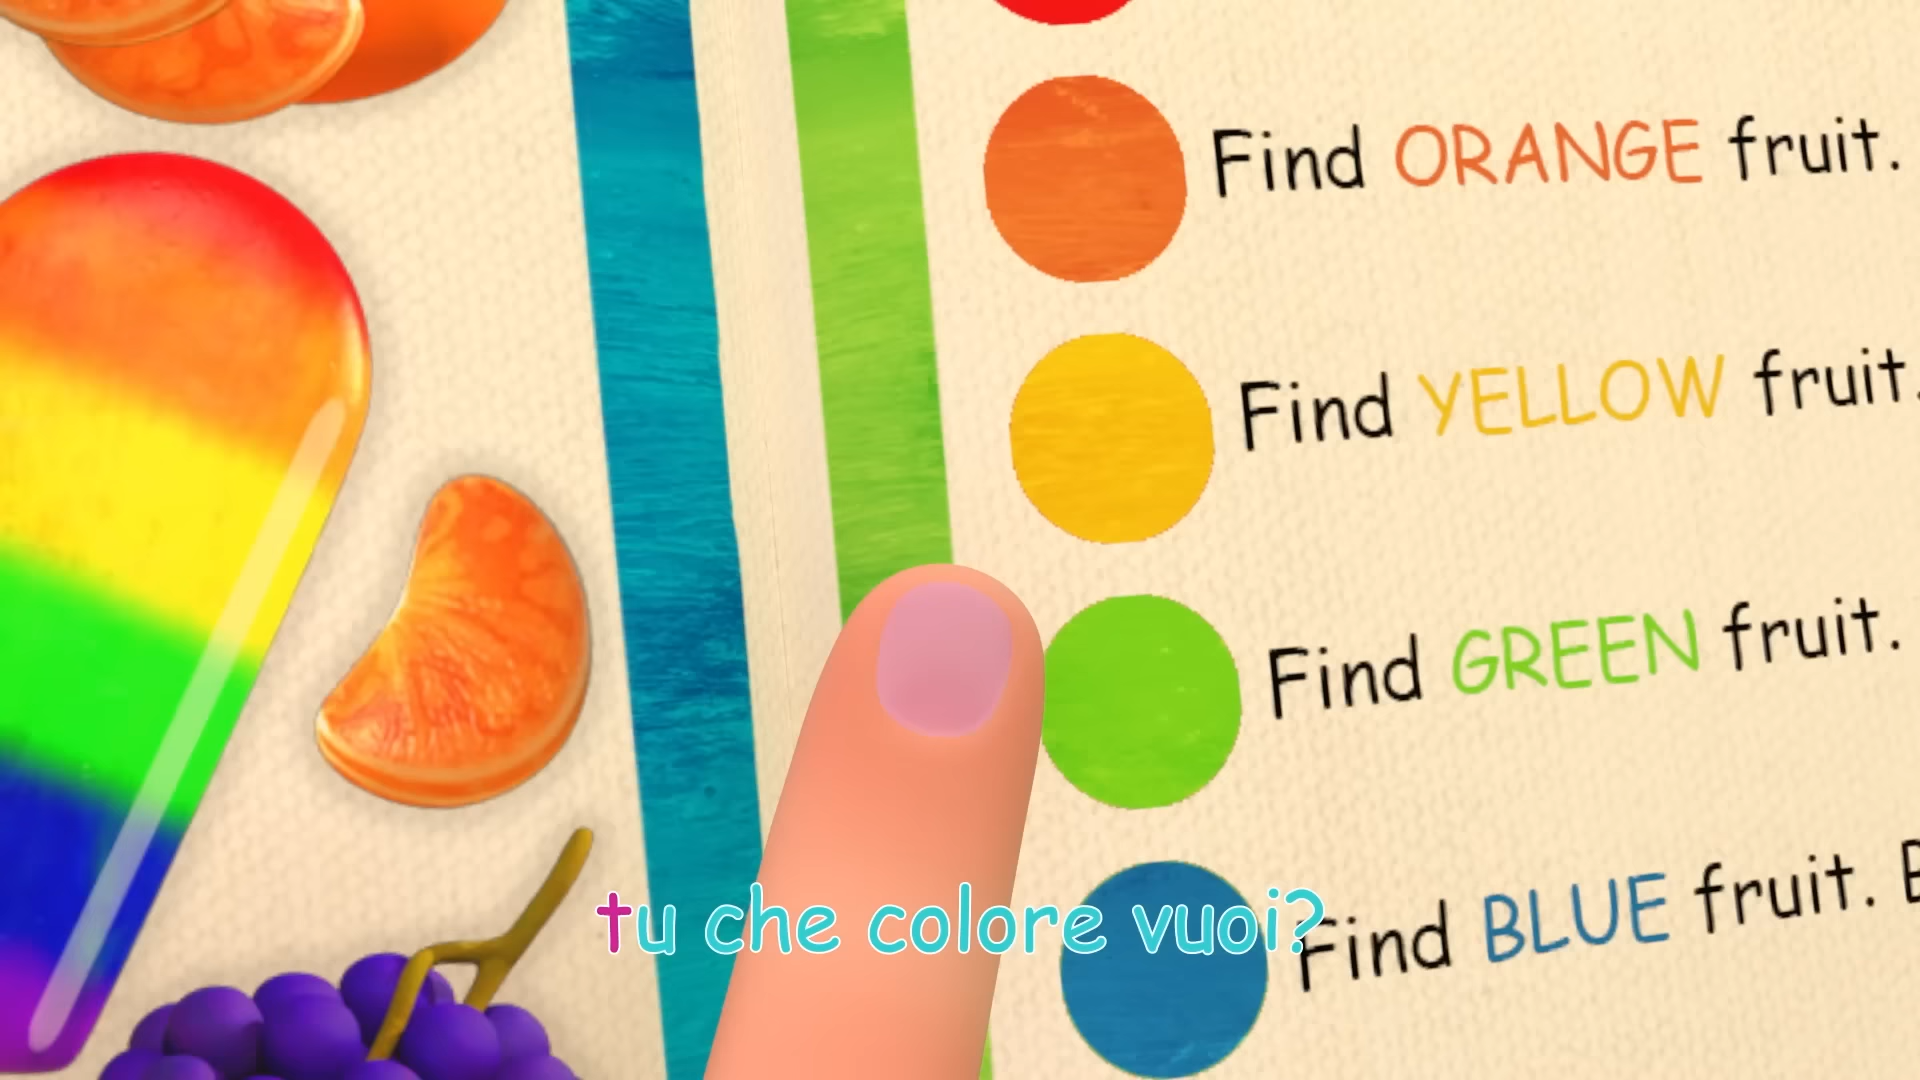 Find ORANGE fruit.
Find YELLOW fruit.
Find GREEN fruit.
Find BLUE fruit.
tu che colore vuoi?